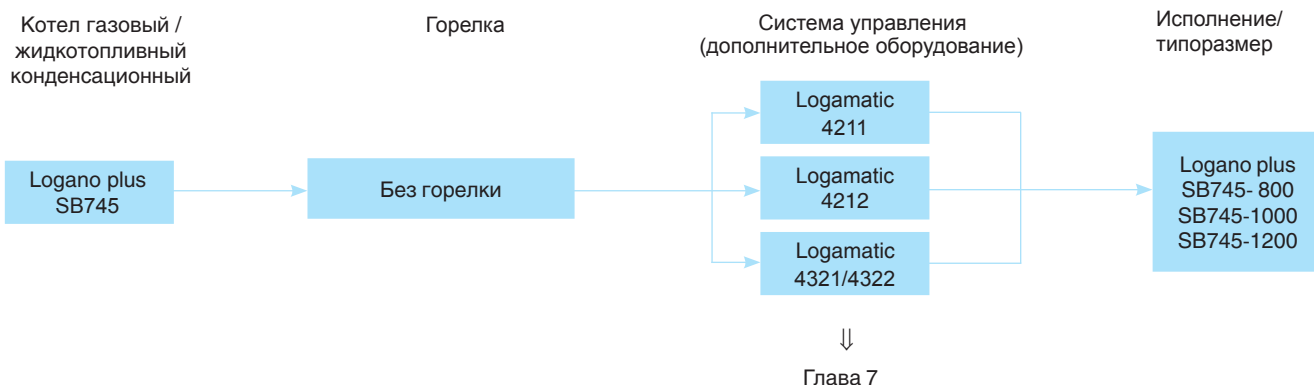 Котел газовый /
жидкотопливный
конденсационный
Горелка
Система управления
(дополнительное оборудование)
Исполнение/
типоразмер
Logano plus
SB745
Без горелки
Logamatic
4211
Logamatic
4212
Logamatic
4321/4322
Logano plus
SB745- 800
SB745-1000
SB745-1200
⇓
Глава 7